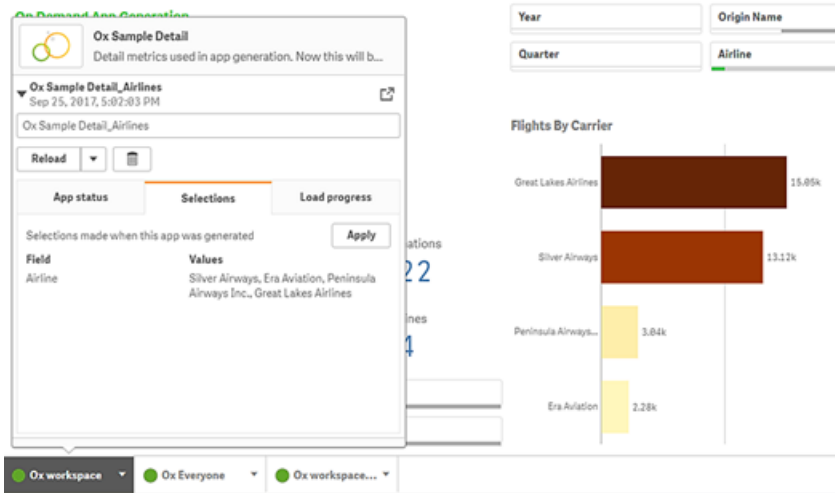 On Demand App Generation
Ox Sample Detail
Detail metrics used in app generation. Now this will b...
Ox Sample Detail_Airlines
Sep 25, 2017, 5:02:03 PM
Ox Sample Detail_Airlines
Reload
App status
Selections
Load progress
Selections made when this app was generated
Apply
Field
Values
Airline
Silver Airways, Era Aviation, Peninsula
Airways Inc., Great Lakes Airlines
ations
22
ines
4
Year
Origin Name
Quarter
Airline
Flights By Carrier
Great Lakes Airlines
15.05k
Silver Airways
13.12k
Peninsula Airways...
3.04k
Era Aviation
2.28k
Ox workspace
Ox Everyone
Ox workspace...